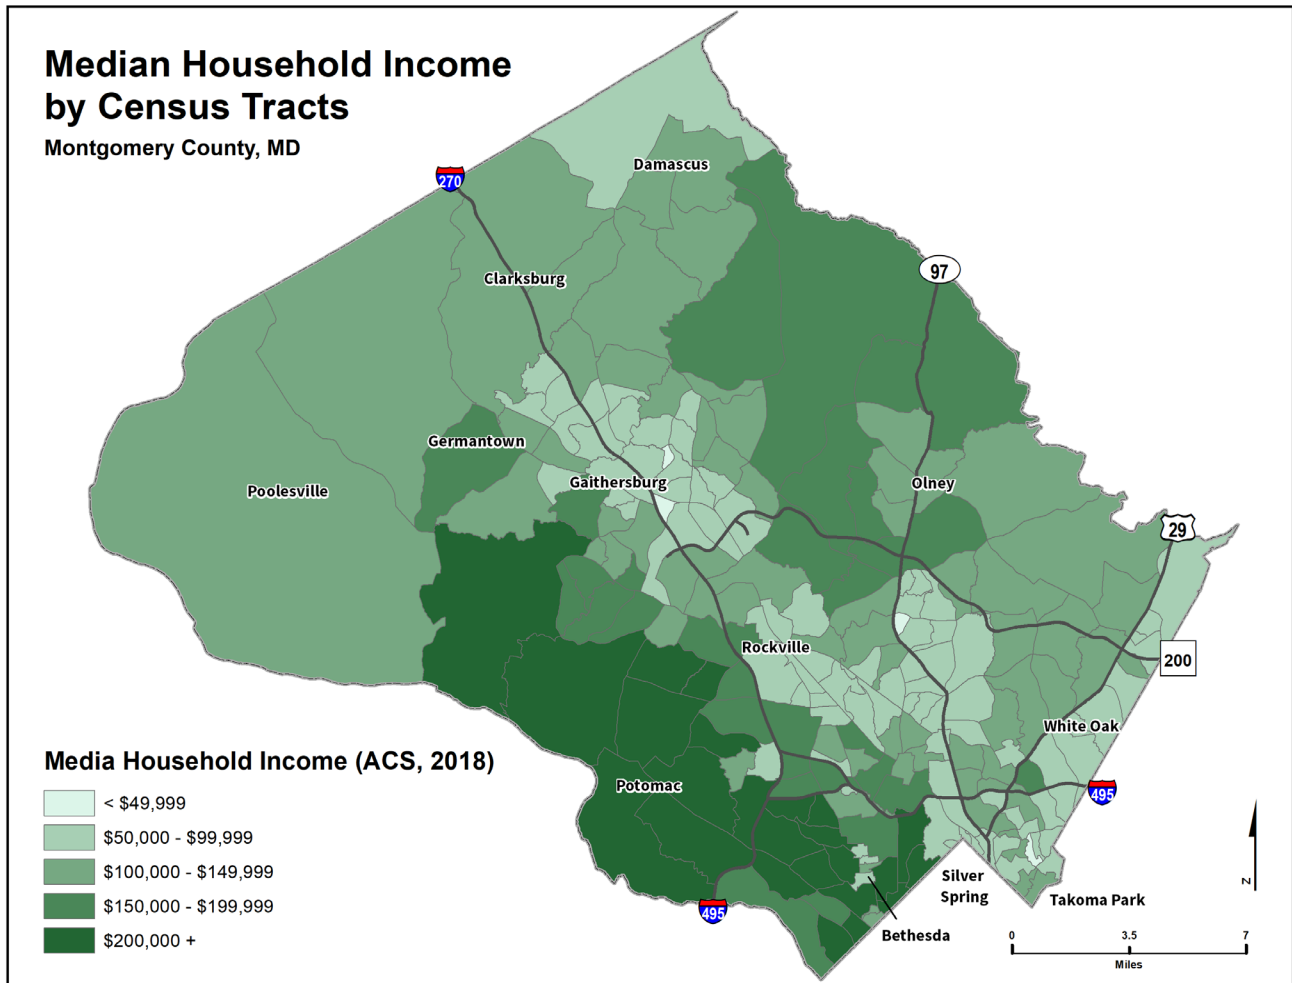 Median Household Income
by Census Tracts
Montgomery County, MD
270
Damascus
97
Clarksburg
Germantown
Gaithersburg
Poolesville
Olney
29
Rockville
200
White Oak
Potomac
495
495
Silver
Spring
Takoma Park
Bethesda
Media Household Income (ACS, 2018)
< $49,999
$50,000 - $99,999
$100,000 - $149,999
$150,000 - $199,999
$200,000 +
N
0 3.5 7
Miles